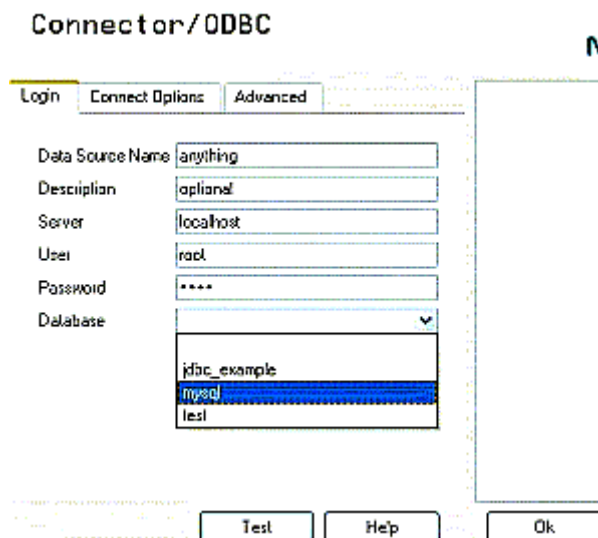 Connector/ODBC
Login Connect Options Advanced
Data Source Name anything
Description optional
Server localhost
User root
Password ****
Database
jdbc_example
mysql
test
Test Help Ok